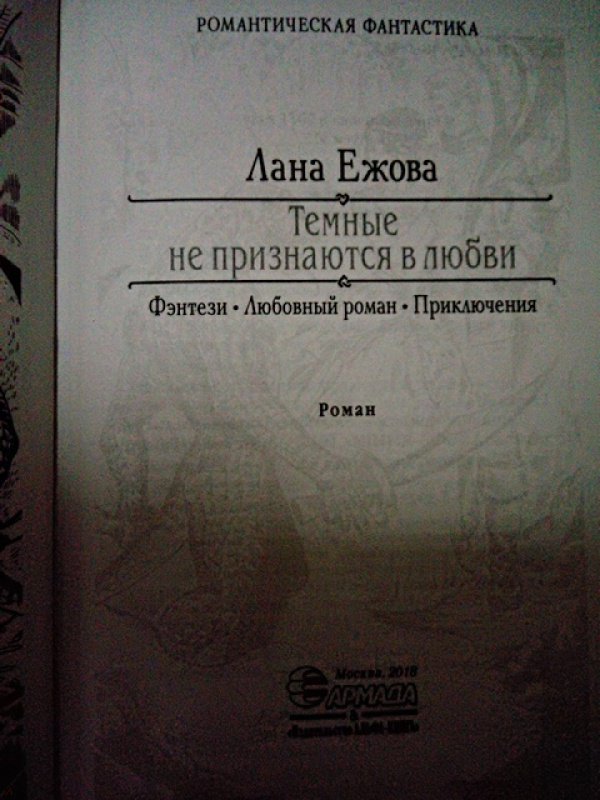 РОМАНТИЧЕСКАЯ ФАНТАСТИКА
Лана Ежова
Темные
не признаются в любви
Фэнтези • Любовный роман • Приключения
Роман
Москва, 2018
АРМАДА
&